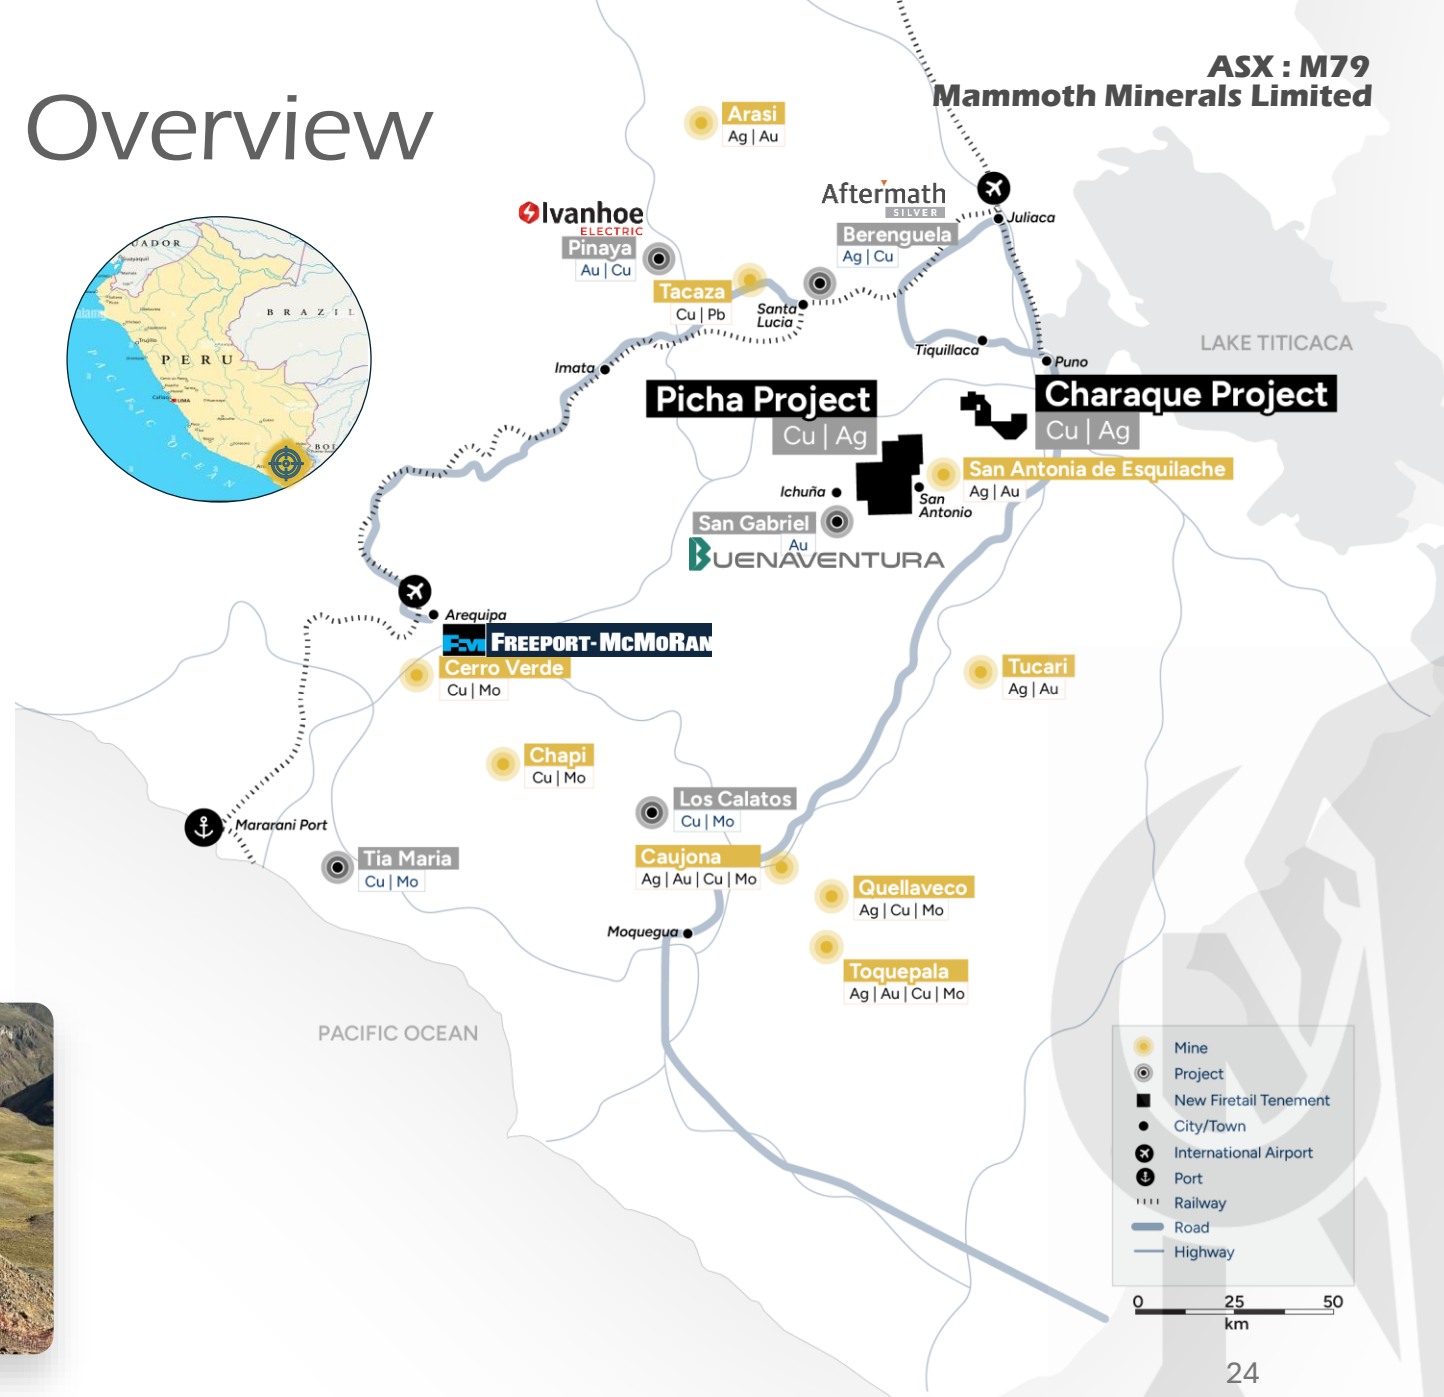 ASX : M79
Mammoth Minerals Limited
Overview
Arasi
Ag | Au
Ivanhoe
ELECTRIC
Pinaya
Au | Cu
Aftermath
SILVER
Berenguela
Ag | Cu
Juliaca
Tacaza
Cu | Pb
Santa
Lucia
Tiquillaca
Puno
LAKE TITICACA
Imata
Picha Project
Cu | Ag
Charaque Project
Cu | Ag
San Antonia de Esquilache
Ag | Au
Ichuña
San
Antonio
San Gabriel
Au
BUENAVENTURA
Arequipa
FREEPORT-MCMORAN
Cerro Verde
Cu | Mo
Tucari
Ag | Au
Chapi
Cu | Mo
Los Calatos
Cu | Mo
Mararani Port
Tia Maria
Cu | Mo
Caujona
Ag | Au | Cu | Mo
Quellaveco
Ag | Cu | Mo
Moquegua
Toquepala
Ag | Au | Cu | Mo
PACIFIC OCEAN
BRAZIL
PERU
PACIFIC OCEAN
LIMA
Mine
Project
New Firetail Tenement
City/Town
International Airport
Port
Railway
Road
Highway
0 25 50
km
24